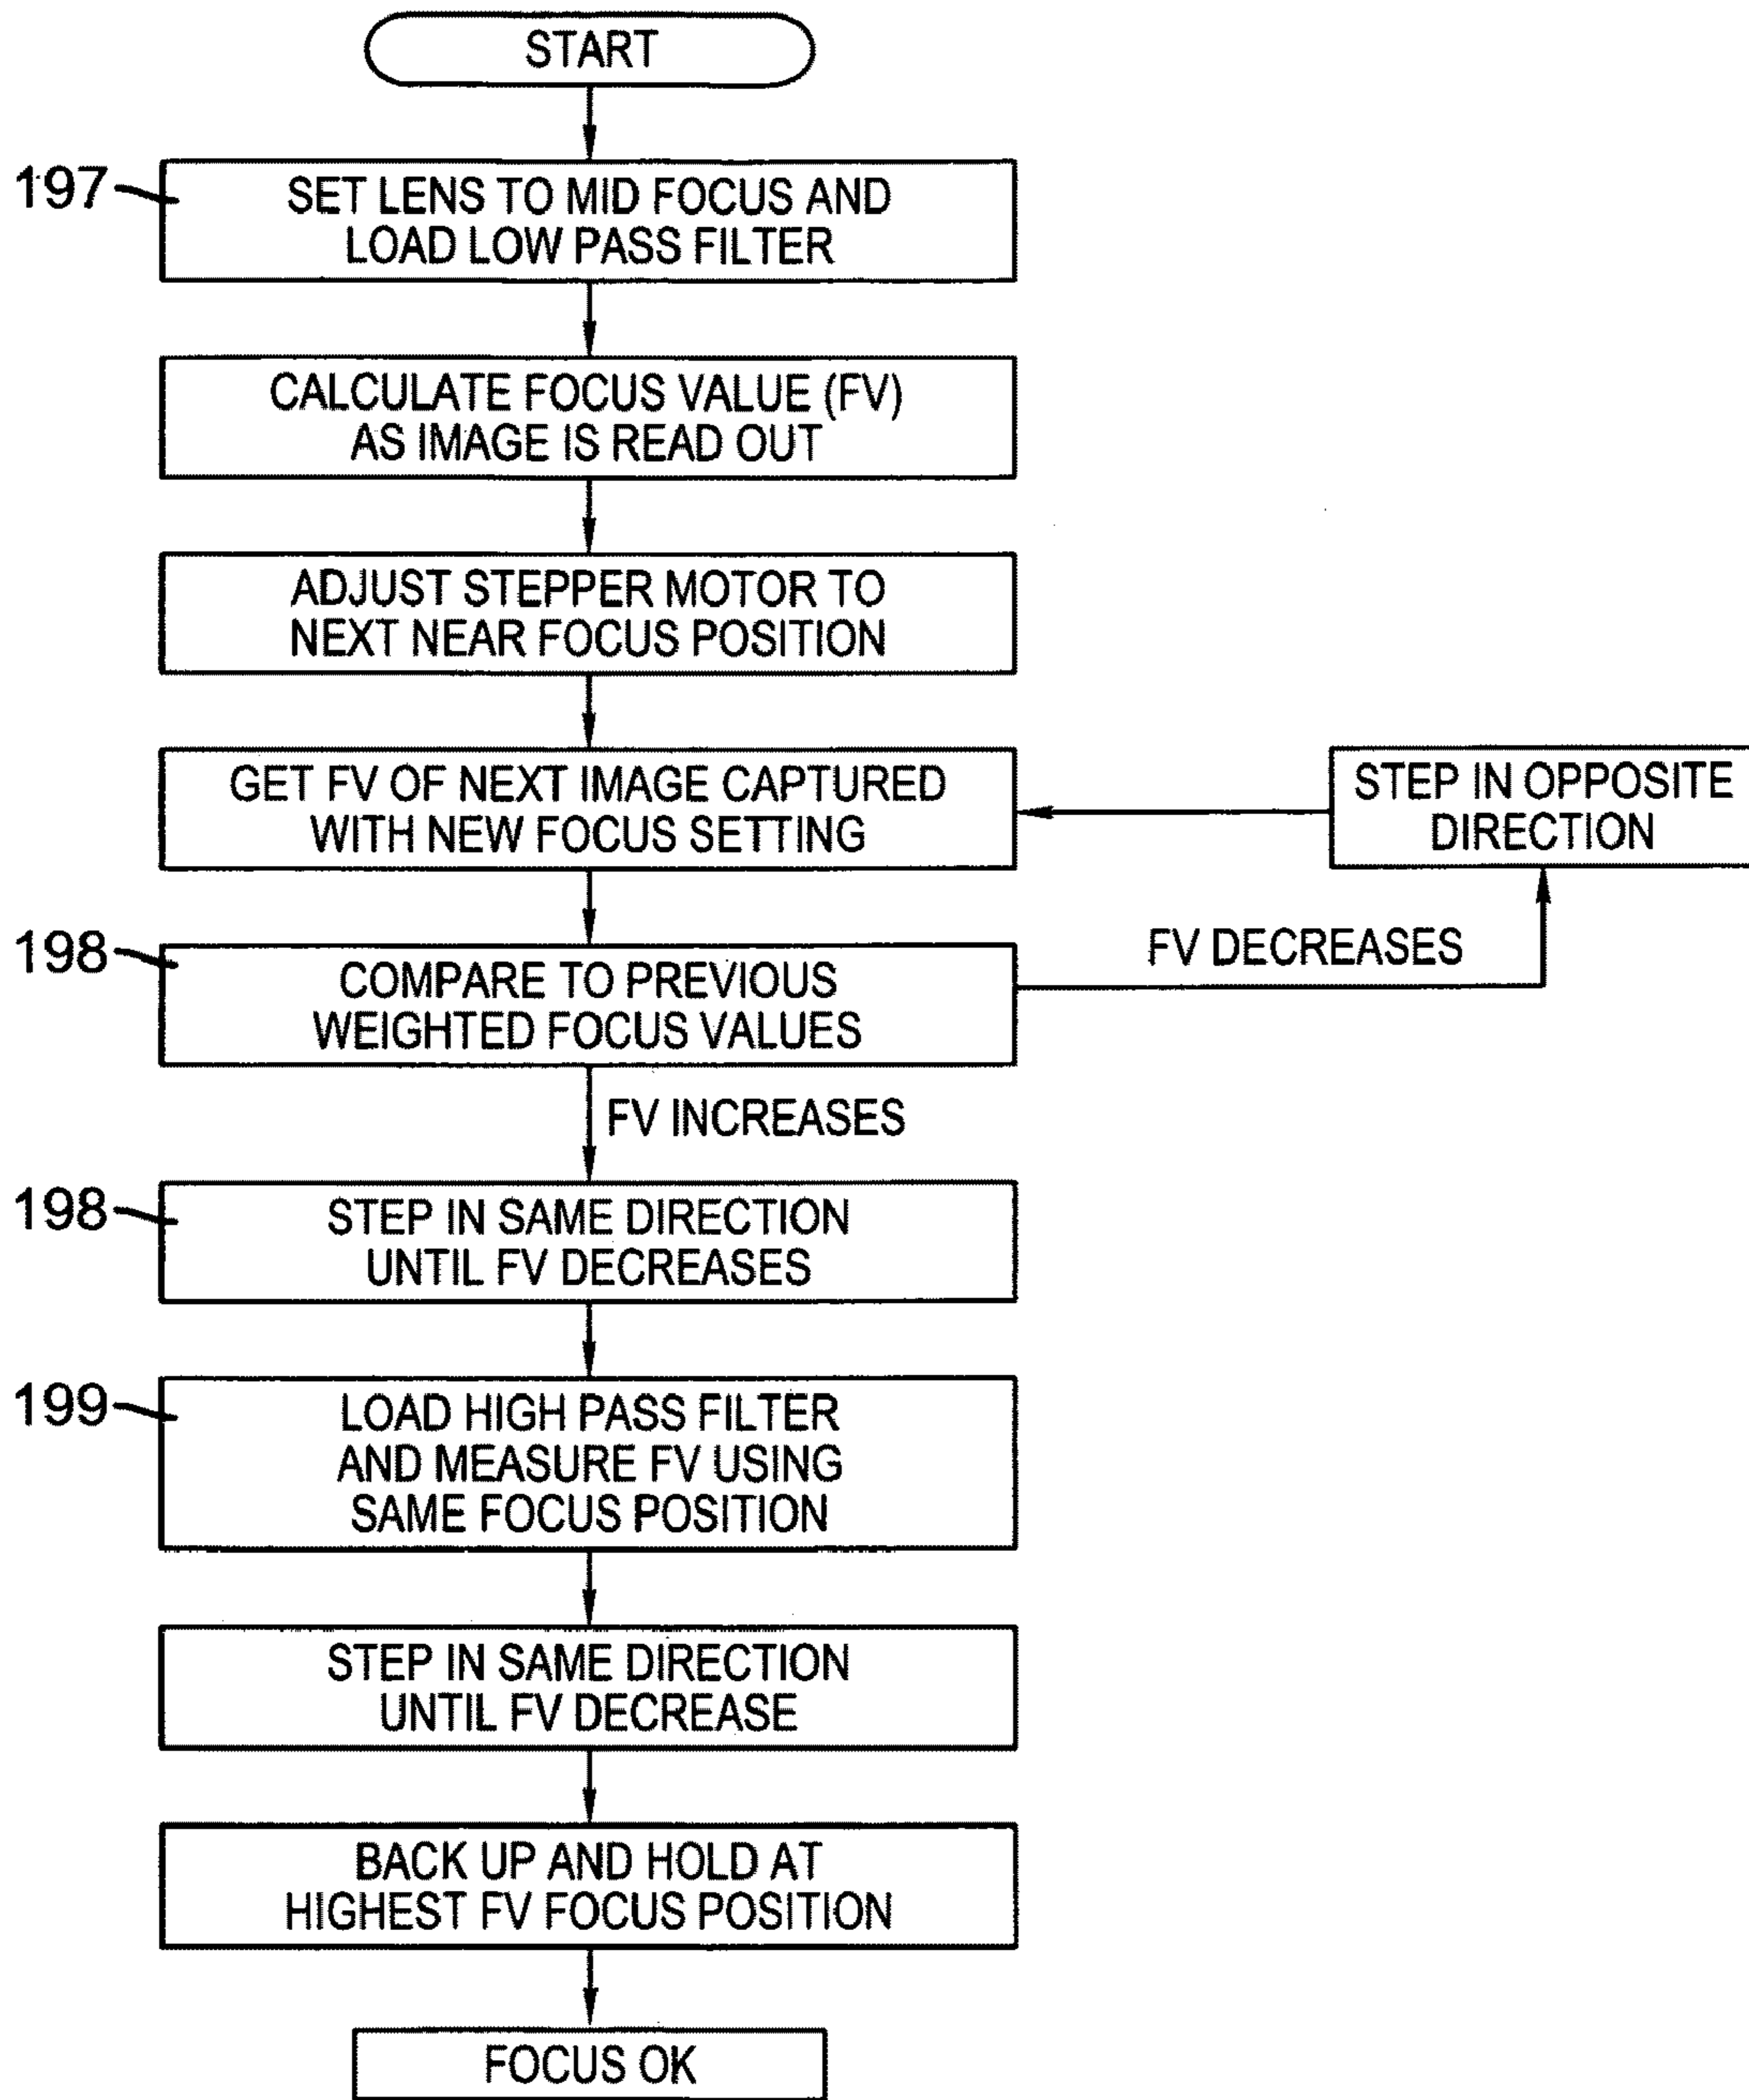 START
197
SET LENS TO MID FOCUS AND
LOAD LOW PASS FILTER
CALCULATE FOCUS VALUE (FV)
AS IMAGE IS READ OUT
ADJUST STEPPER MOTOR TO
NEXT NEAR FOCUS POSITION
GET FV OF NEXT IMAGE CAPTURED
WITH NEW FOCUS SETTING
STEP IN OPPOSITE
DIRECTION
198
COMPARE TO PREVIOUS
WEIGHTED FOCUS VALUES
FV DECREASES
FV INCREASES
198
STEP IN SAME DIRECTION
UNTIL FV DECREASES
199
LOAD HIGH PASS FILTER
AND MEASURE FV USING
SAME FOCUS POSITION
STEP IN SAME DIRECTION
UNTIL FV DECREASE
BACK UP AND HOLD AT
HIGHEST FV FOCUS POSITION
FOCUS OK